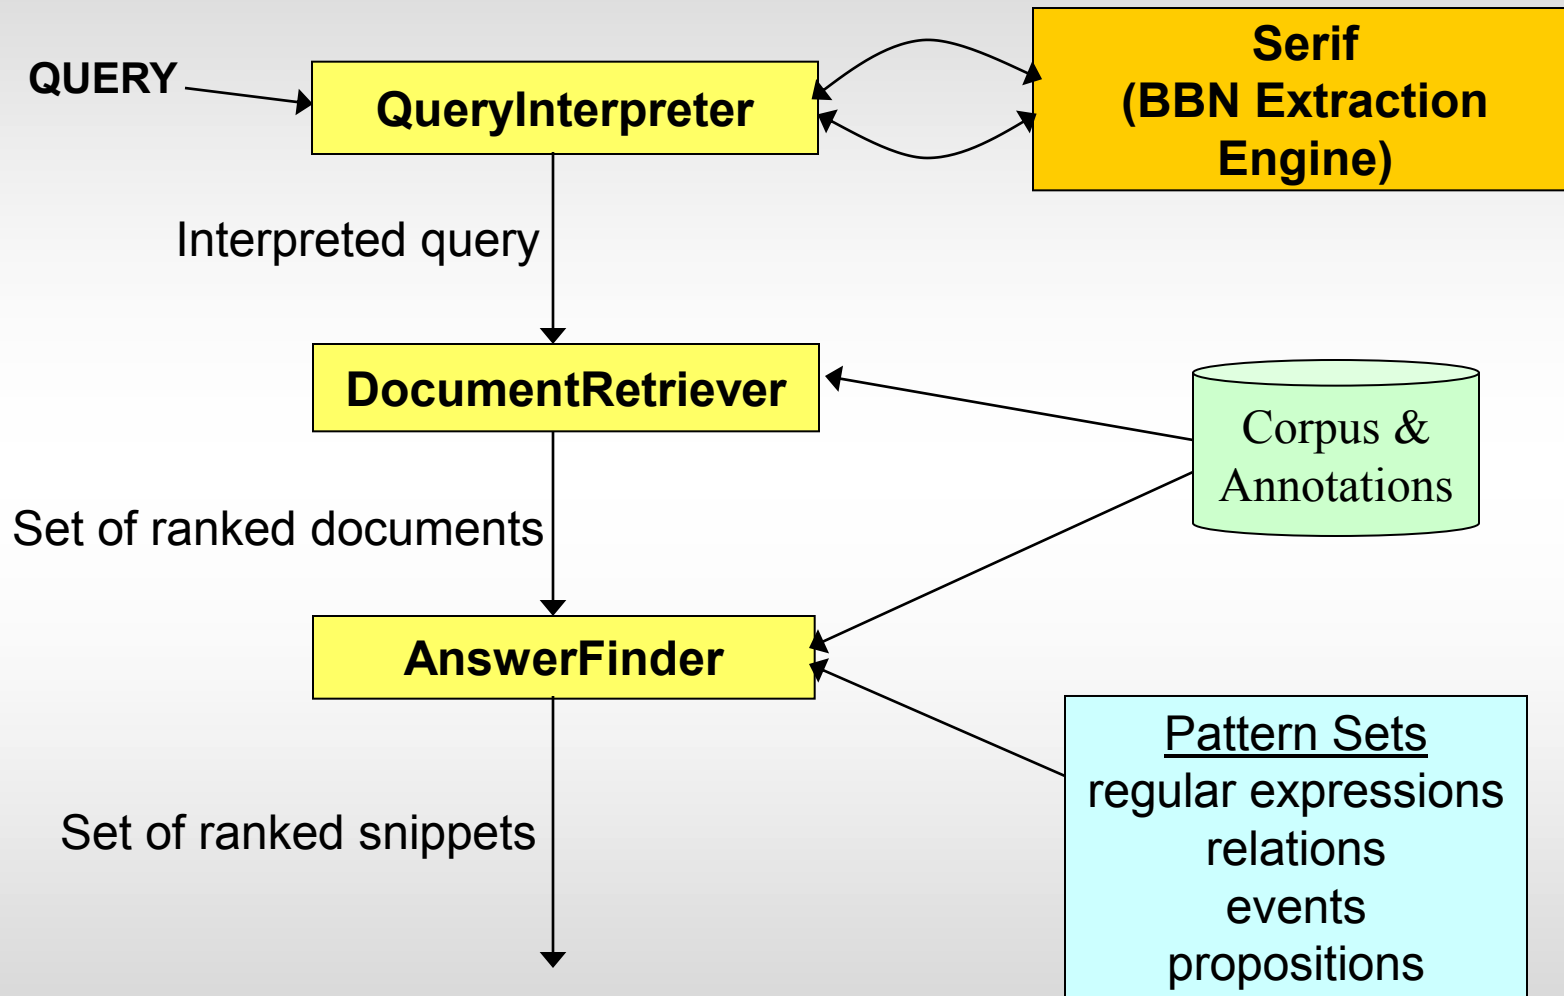 QUERY
QueryInterpreter
Serif
(BBN Extraction
Engine)
Interpreted query
DocumentRetriever
Corpus &
Annotations
Set of ranked documents
AnswerFinder
Pattern Sets
regular expressions
relations
events
propositions
Set of ranked snippets